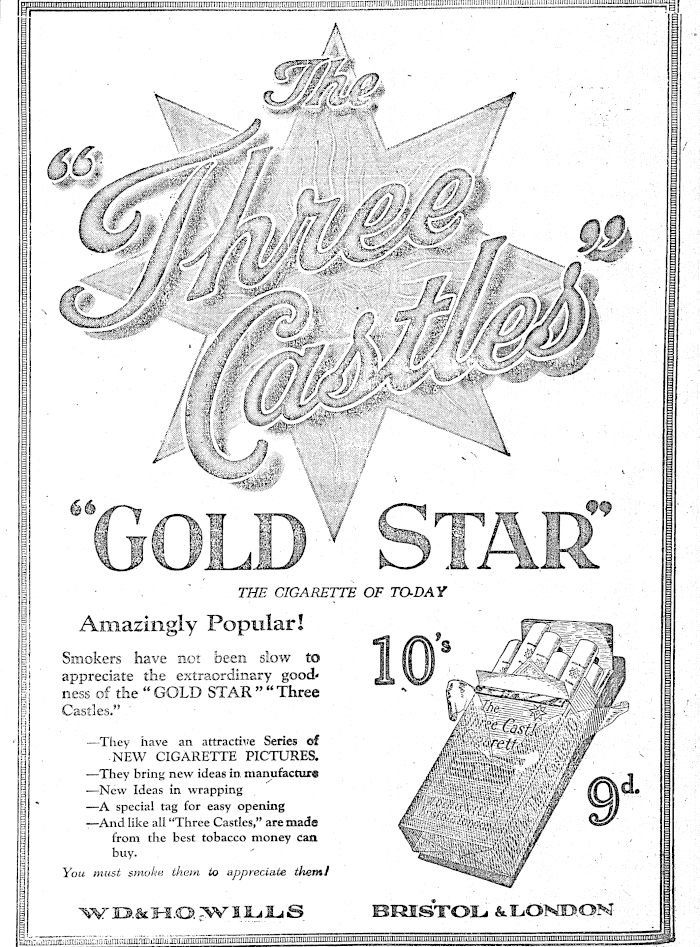 The
“Three
Castles”
“GOLD STAR”
THE CIGARETTE OF TO-DAY
Amazingly Popular!
Smokers have not been slow to
appreciate the extraordinary good-
ness of the “GOLD STAR” “Three
Castles.”
—They have an attractive Series of
NEW CIGARETTE PICTURES.
—They bring new ideas in manufacture
—New Ideas in wrapping
—A special tag for easy opening
—And like all “Three Castles,” are made
from the best tobacco money can
buy.
You must smoke them to appreciate them!
10's
The
Three Castles
Cigarettes
9d.
W.D.& H.O. WILLS
BRISTOL & LONDON